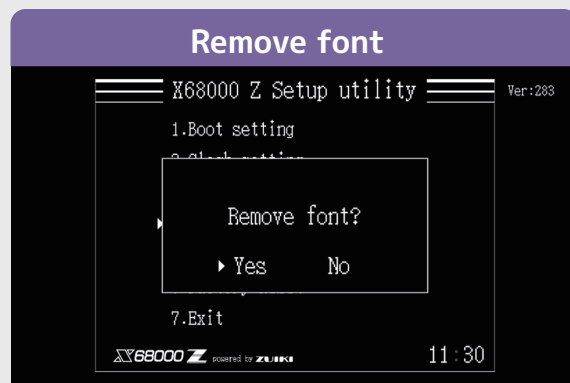 Remove font
X68000 Z Setup utility
Ver:283
1.Boot setting
Remove font?
Yes No
7.Exit
X68000 Z powered by ZUIKI
11:30